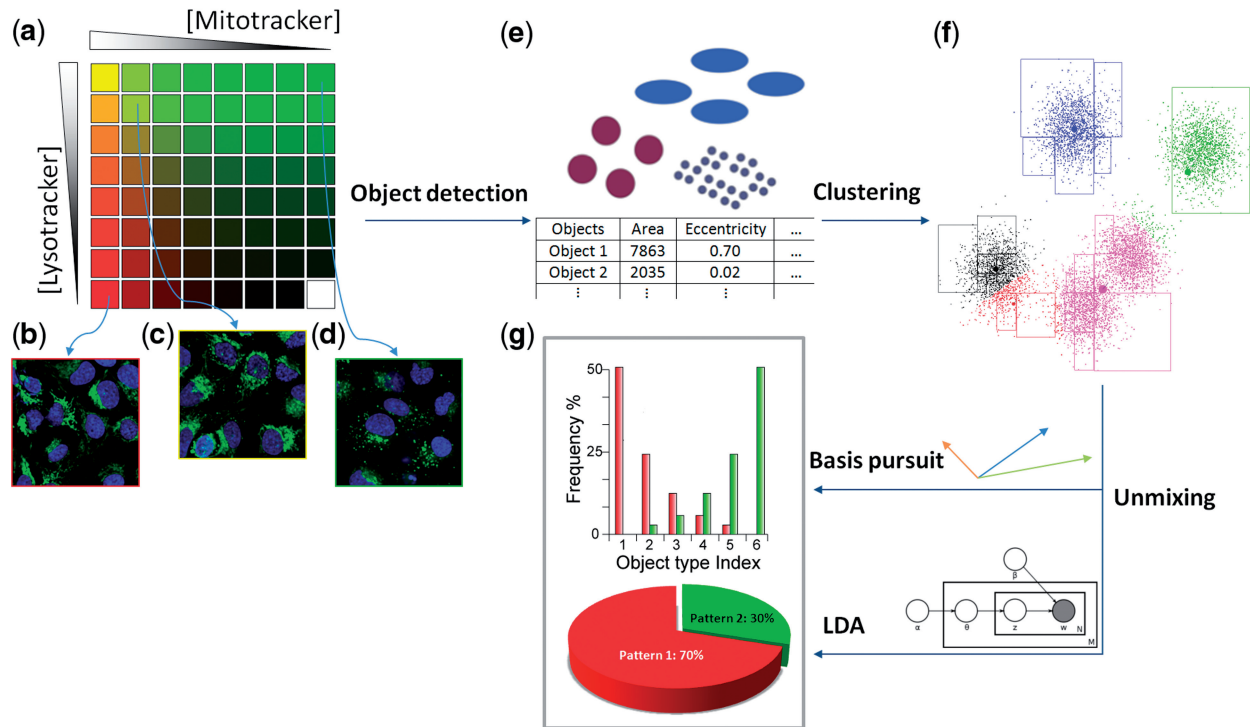 (a)
[Mitotracker]
[Lysotracker]
(b)
(c)
(d)
Object detection
(e)
Objects Area Eccentricity ...
Object 1 7863 0.70 ...
Object 2 2035 0.02 ...
⋮ ⋮ ⋮
Clustering
(f)
(g)
Frequency %
50
25
0
1 2 3 4 5 6
Object type Index
Pattern 2: 30%
Pattern 1: 70%
Basis pursuit
Unmixing
LDA
β
α θ z w
N
M